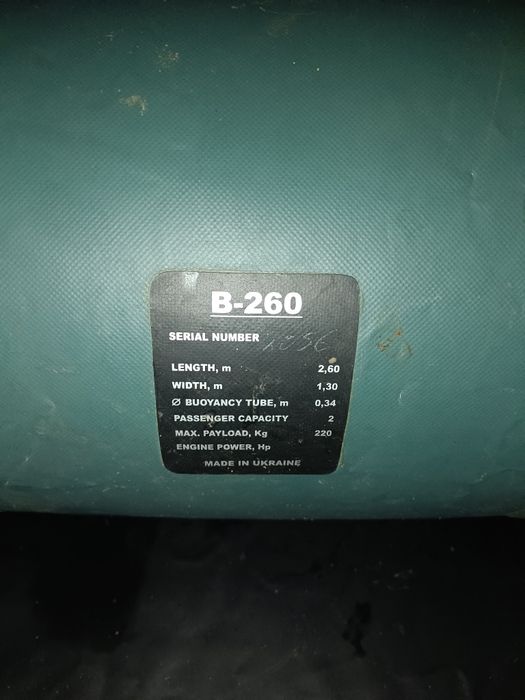 B-260
SERIAL NUMBER
LENGTH, m 2,60
WIDTH, m 1,30
Ø BUOYANCY TUBE, m 0,34
PASSENGER CAPACITY 2
MAX. PAYLOAD, Kg 220
ENGINE POWER, Hp
MADE IN UKRAINE